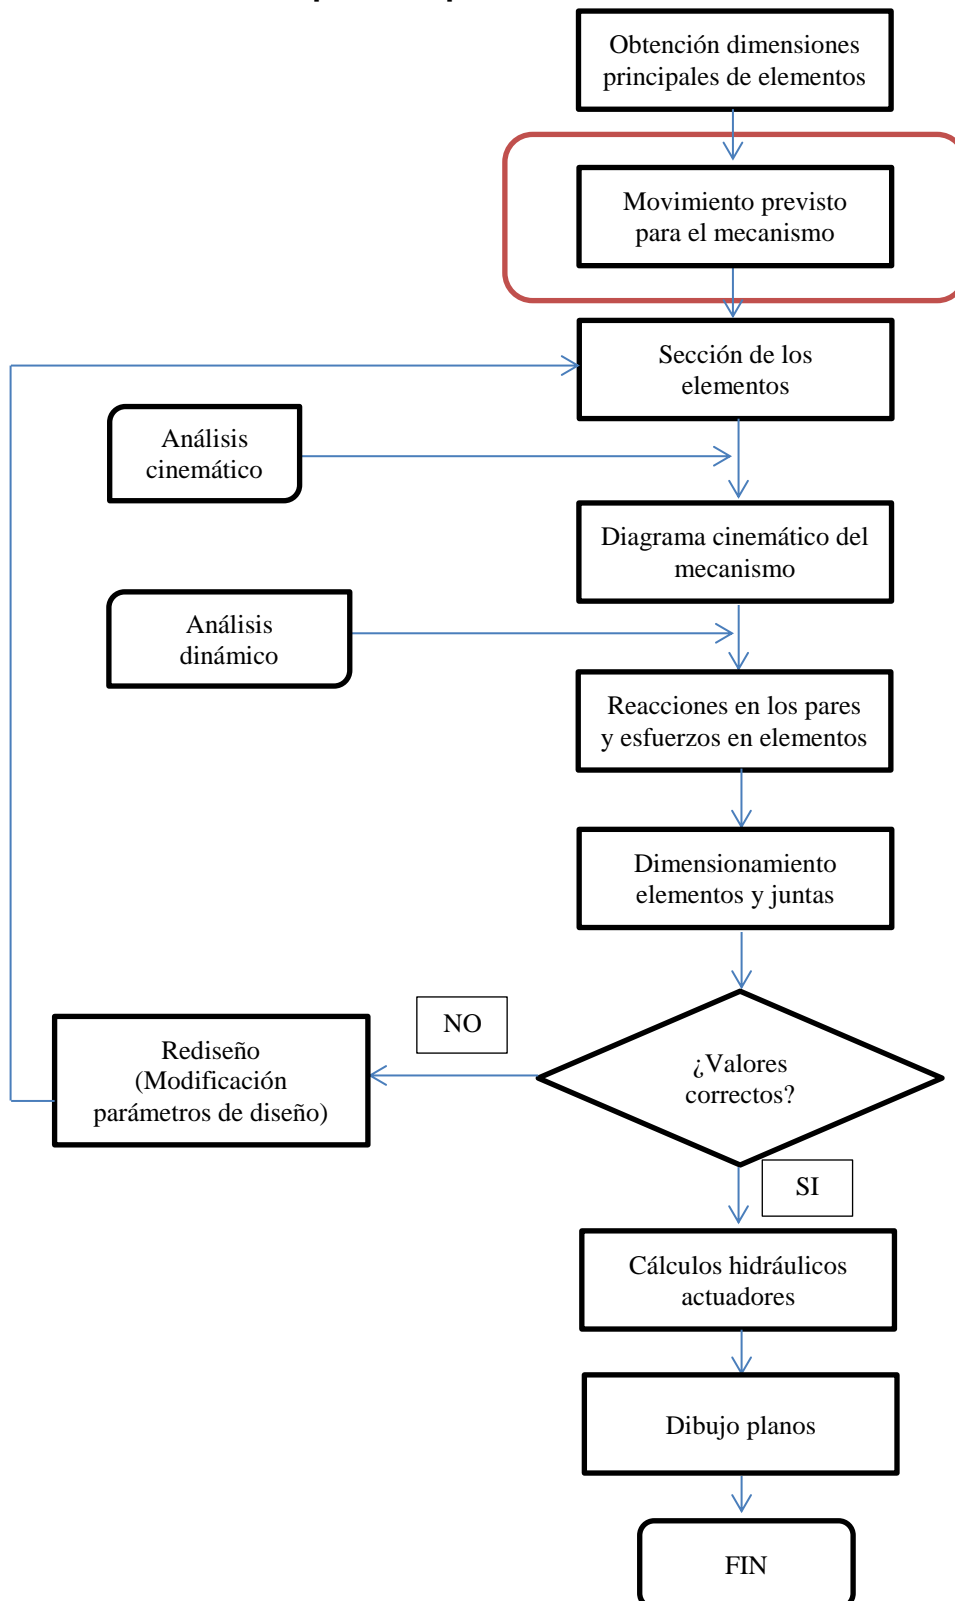 Obtención dimensiones
principales de elementos
Movimiento previsto
para el mecanismo
Sección de los
elementos
Análisis
cinemático
Diagrama cinemático del
mecanismo
Análisis
dinámico
Reacciones en los pares
y esfuerzos en elementos
Dimensionamiento
elementos y juntas
NO
¿Valores
correctos?
Rediseño
(Modificación
parámetros de diseño)
SI
Cálculos hidráulicos
actuadores
Dibujo planos
FIN